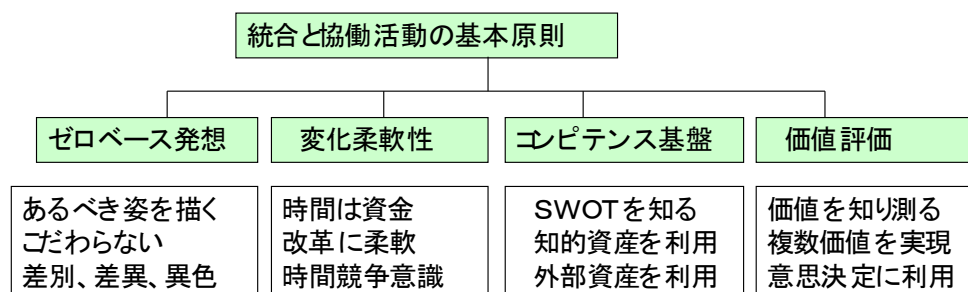 統合と協働活動の基本原則
ゼロベース発想
変化柔軟性
コンピテンス基盤
価値評価
あるべき姿を描く
こだわらない
差別、差異、異色
時間は資金
改革に柔軟
時間競争意識
SWOTを知る
知的資産を利用
外部資産を利用
価値を知り測る
複数価値を実現
意思決定に利用